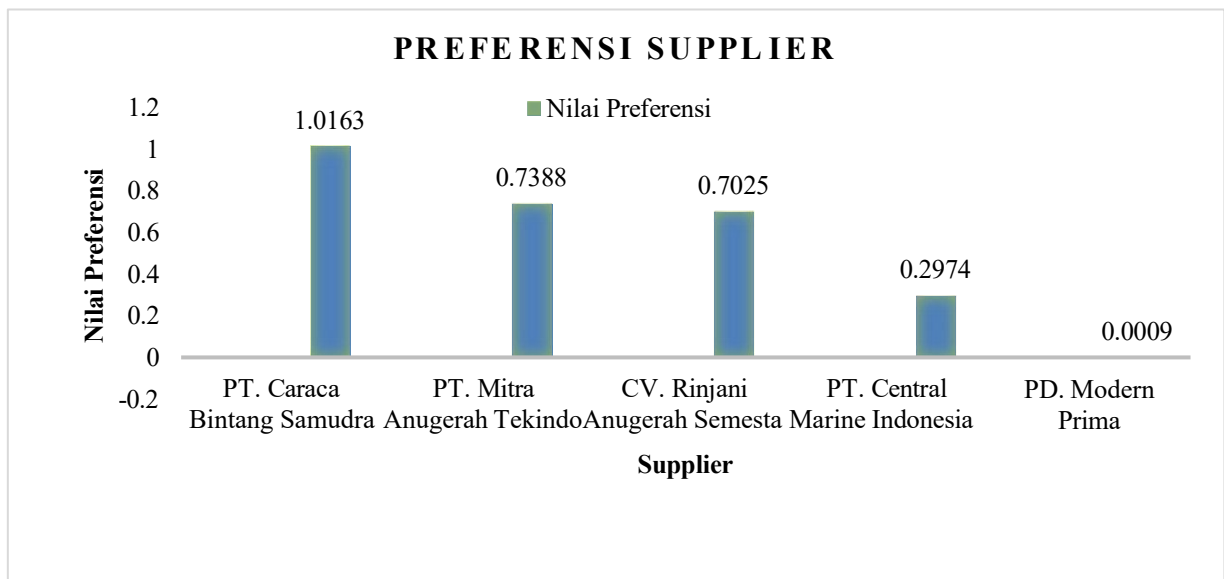 PREFERENSI SUPPLIER
Nilai Preferensi
1.2
1
0.8
0.6
0.4
0.2
0
-0.2
Nilai Preferensi
1.0163
0.7388
0.7025
0.2974
0.0009
PT. Caraca
Bintang Samudra
PT. Mitra
Anugerah Tekindo
CV. Rinjani
Anugerah Semesta
PT. Central
Marine Indonesia
PD. Modern
Prima
Supplier